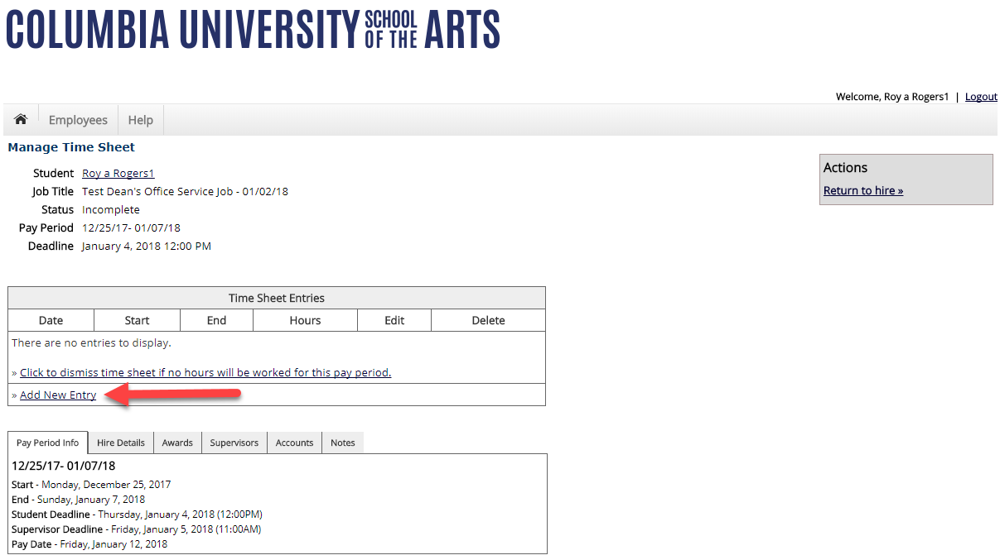 COLUMBIA UNIVERSITY SCHOOL OF THE ARTS
Welcome, Roy a Rogers1 | Logout
Employees Help
Manage Time Sheet
Student Roy a Rogers1
Job Title Test Dean's Office Service Job - 01/02/18
Status Incomplete
Pay Period 12/25/17- 01/07/18
Deadline January 4, 2018 12:00 PM
Actions
Return to hire »
Time Sheet Entries
Date Start End Hours Edit Delete
There are no entries to display.
» Click to dismiss time sheet if no hours will be worked for this pay period.
» Add New Entry
Pay Period Info Hire Details Awards Supervisors Accounts Notes
12/25/17- 01/07/18
Start - Monday, December 25, 2017
End - Sunday, January 7, 2018
Student Deadline - Thursday, January 4, 2018 (12:00PM)
Supervisor Deadline - Friday, January 5, 2018 (11:00AM)
Pay Date - Friday, January 12, 2018